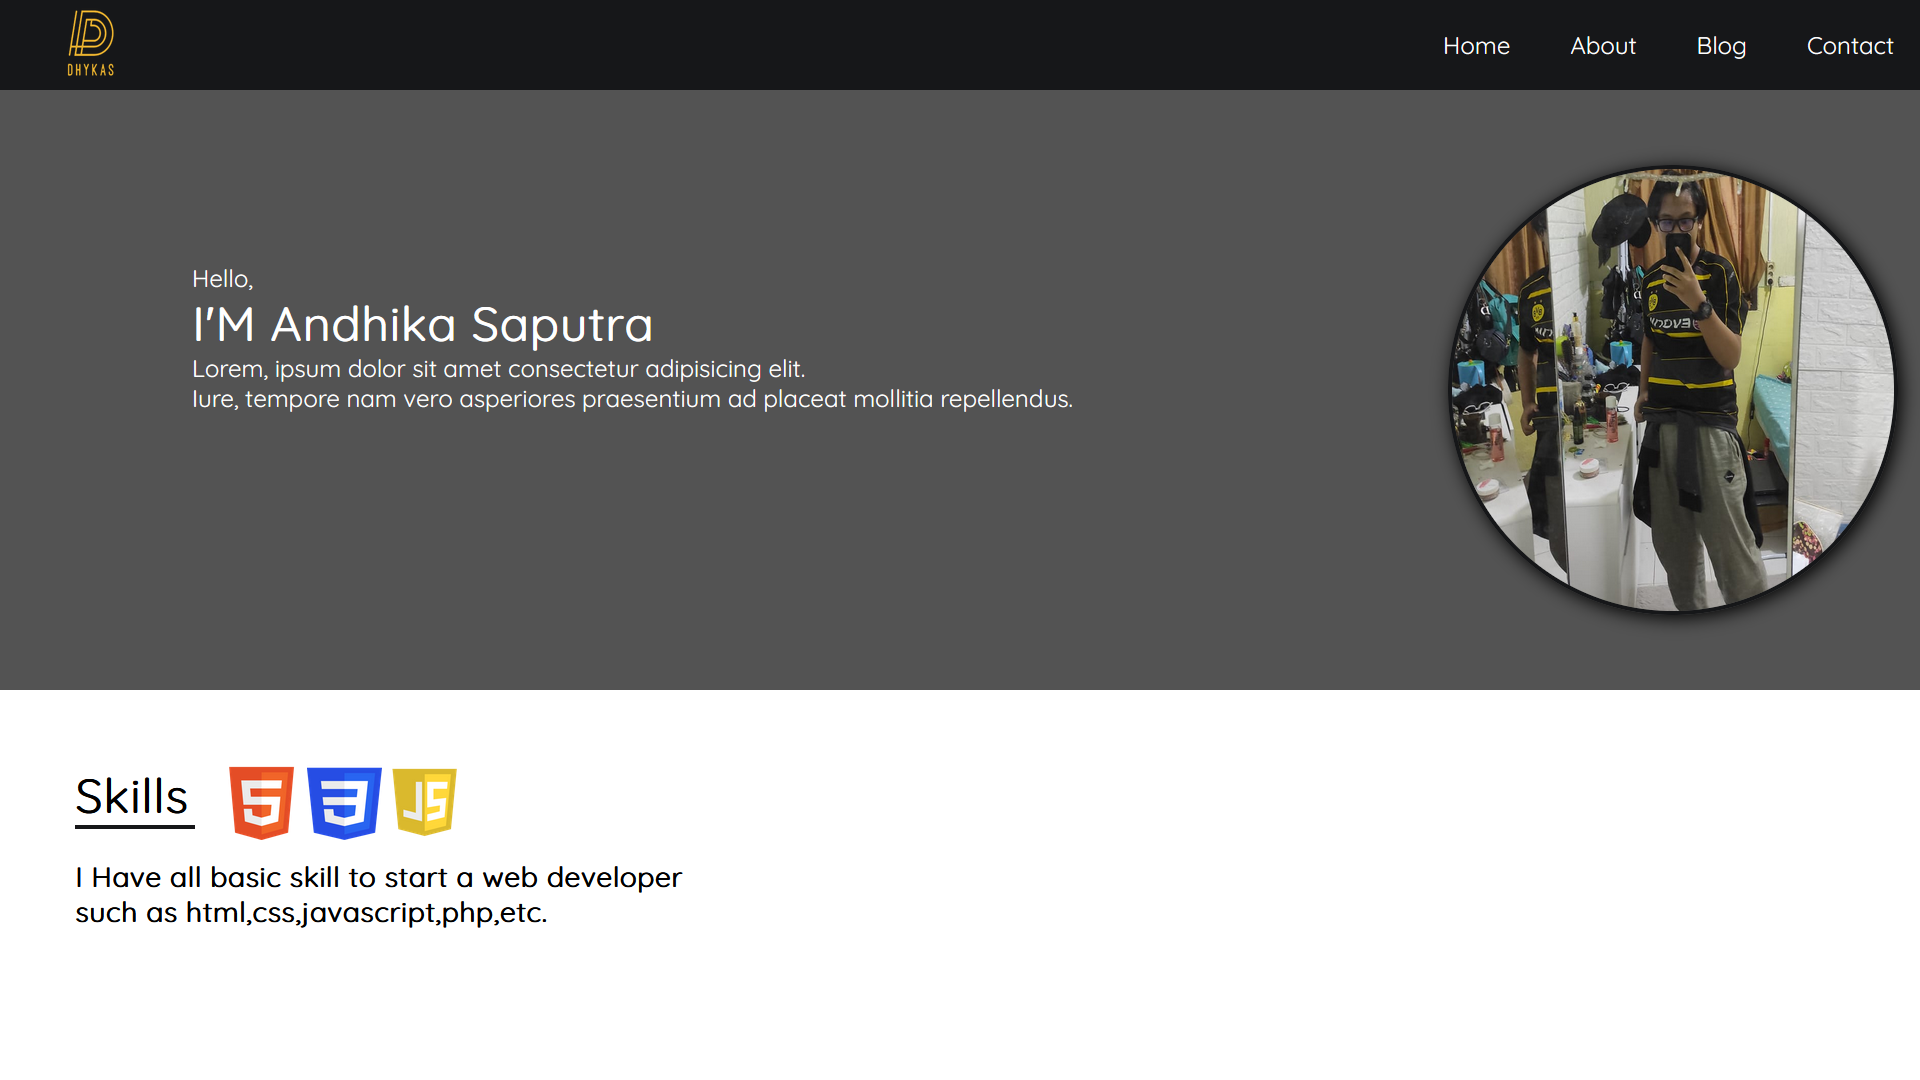 DHYKAS
Home About Blog Contact
Hello,
I'M Andhika Saputra
Lorem, ipsum dolor sit amet consectetur adipisicing elit.
Iure, tempore nam vero asperiores praesentium ad placeat mollitia repellendus.
Skills
JS
I Have all basic skill to start a web developer
such as html,css,javascript,php,etc.